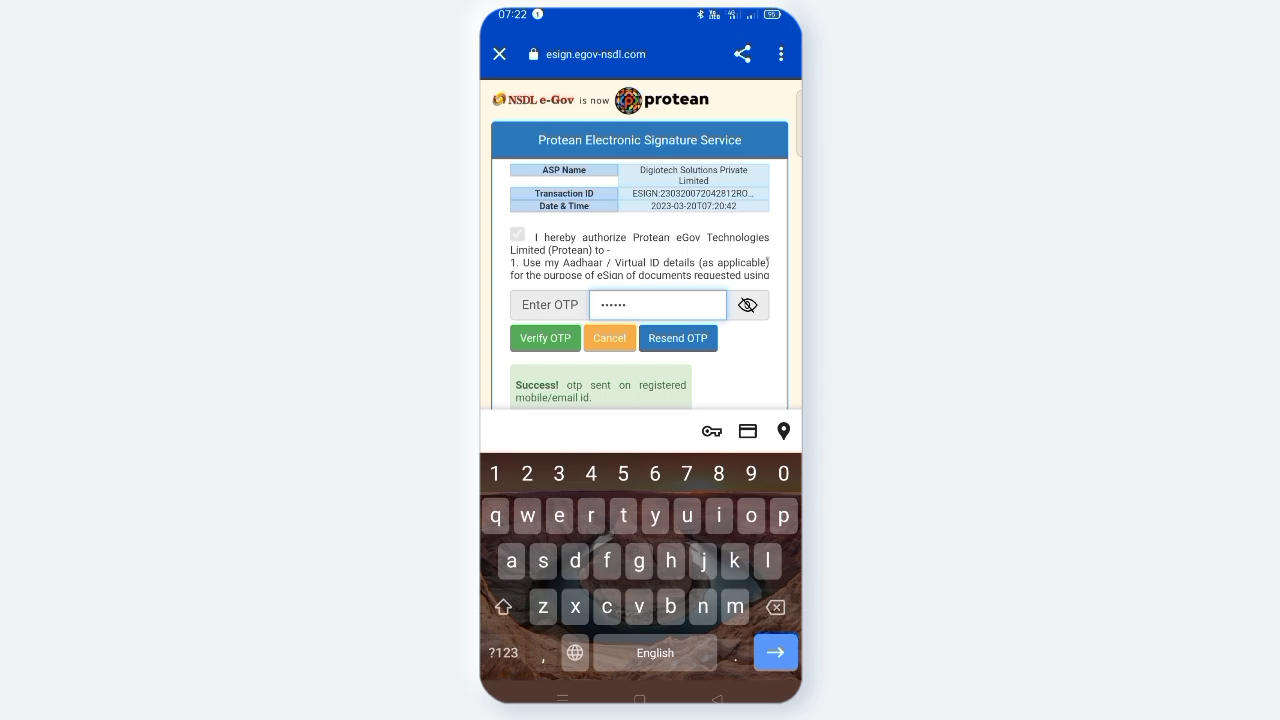 07:22
esign.egov-nsdl.com
NSDL e-Gov is now protean
Protean Electronic Signature Service
ASP Name Digiotech Solutions Private Limited
Transaction ID ESIGN:230320072042812RO...
Date & Time 2023-03-20T07:20:42
I hereby authorize Protean eGov Technologies
Limited (Protean) to -
1. Use my Aadhaar / Virtual ID details (as applicable)
for the purpose of eSign of documents requested using
Enter OTP ••••••
Verify OTP Cancel Resend OTP
Success! otp sent on registered
mobile/email id.
1 2 3 4 5 6 7 8 9 0
q w e r t y u i o p
a s d f g h j k l
z x c v b n m
?123 , English .